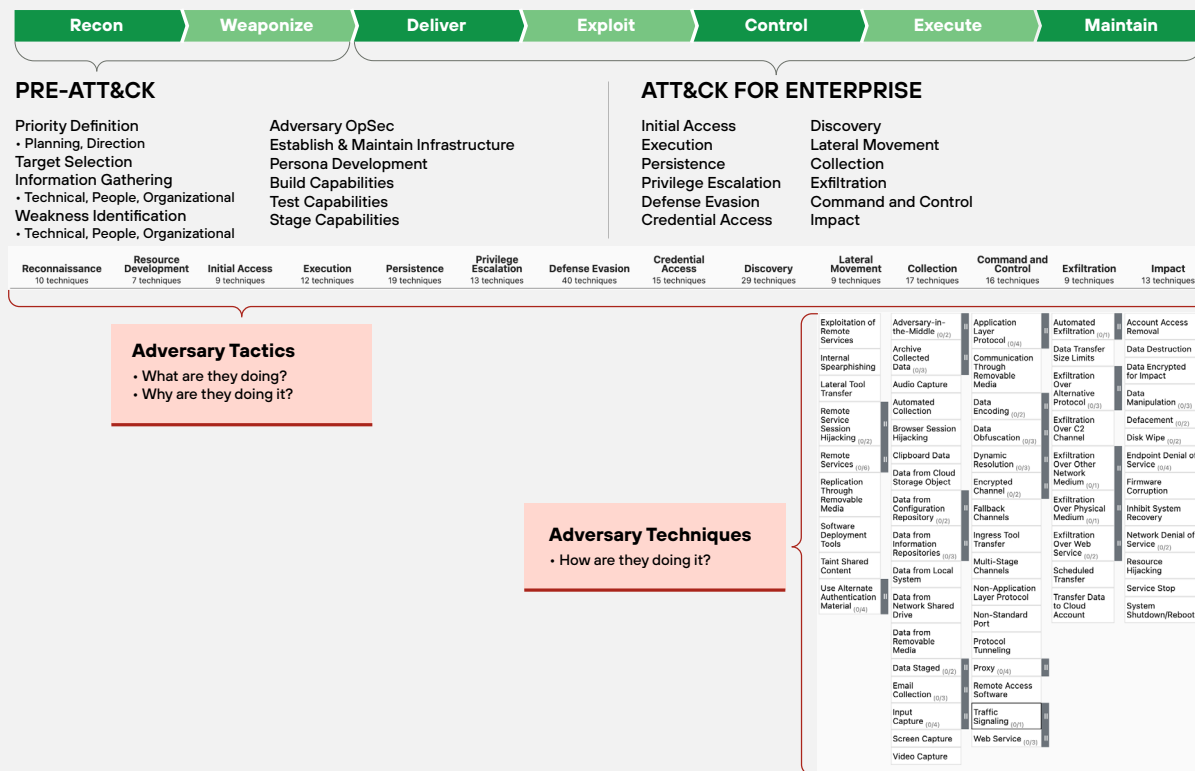 Recon
Weaponize
Deliver
Exploit
Control
Execute
Maintain
PRE-ATT&CK
Priority Definition
• Planning, Direction
Target Selection
Information Gathering
• Technical, People, Organizational
Weakness Identification
• Technical, People, Organizational
Adversary OpSec
Establish & Maintain Infrastructure
Persona Development
Build Capabilities
Test Capabilities
Stage Capabilities
ATT&CK FOR ENTERPRISE
Initial Access
Execution
Persistence
Privilege Escalation
Defense Evasion
Credential Access
Discovery
Lateral Movement
Collection
Exfiltration
Command and Control
Impact
Reconnaissance
10 techniques
Resource
Development
7 techniques
Initial Access
9 techniques
Execution
12 techniques
Persistence
19 techniques
Privilege
Escalation
13 techniques
Defense Evasion
40 techniques
Credential
Access
15 techniques
Discovery
29 techniques
Lateral
Movement
9 techniques
Collection
17 techniques
Command and
Control
16 techniques
Exfiltration
9 techniques
Impact
13 techniques
Adversary Tactics
• What are they doing?
• Why are they doing it?
Adversary Techniques
• How are they doing it?
Exploitation of
Remote
Services
Internal
Spearphishing
Lateral Tool
Transfer
Remote
Service
Session
Hijacking (0/2)
Remote
Services (0/6)
Replication
Through
Removable
Media
Software
Deployment
Tools
Taint Shared
Content
Use Alternate
Authentication
Material (0/4)
Adversary-in-
the-Middle (0/2)
Archive
Collected
Data (0/3)
Audio Capture
Automated
Collection
Browser Session
Hijacking
Clipboard Data
Data from Cloud
Storage Object
Data from
Configuration
Repository (0/2)
Data from
Information
Repositories (0/3)
Data from Local
System
Data from
Network Shared
Drive
Data from
Removable
Media
Data Staged (0/2)
Email
Collection (0/3)
Input
Capture (0/4)
Screen Capture
Video Capture
Application
Layer
Protocol (0/4)
Communication
Through
Removable
Media
Data
Encoding (0/2)
Data
Obfuscation (0/3)
Dynamic
Resolution (0/3)
Encrypted
Channel (0/2)
Fallback
Channels
Ingress Tool
Transfer
Multi-Stage
Channels
Non-Application
Layer Protocol
Non-Standard
Port
Protocol
Tunneling
Proxy (0/4)
Remote Access
Software
Traffic
Signaling (0/1)
Web Service (0/3)
Automated
Exfiltration (0/1)
Data Transfer
Size Limits
Exfiltration
Over
Alternative
Protocol (0/3)
Exfiltration
Over C2
Channel
Exfiltration
Over Other
Network
Medium (0/1)
Exfiltration
Over Physical
Medium (0/1)
Exfiltration
Over Web
Service (0/2)
Scheduled
Transfer
Transfer Data
to Cloud
Account
Account Access
Removal
Data Destruction
Data Encrypted
for Impact
Data
Manipulation (0/3)
Defacement (0/2)
Disk Wipe (0/2)
Endpoint Denial of
Service (0/4)
Firmware
Corruption
Inhibit System
Recovery
Network Denial of
Service (0/2)
Resource
Hijacking
Service Stop
System
Shutdown/Reboot